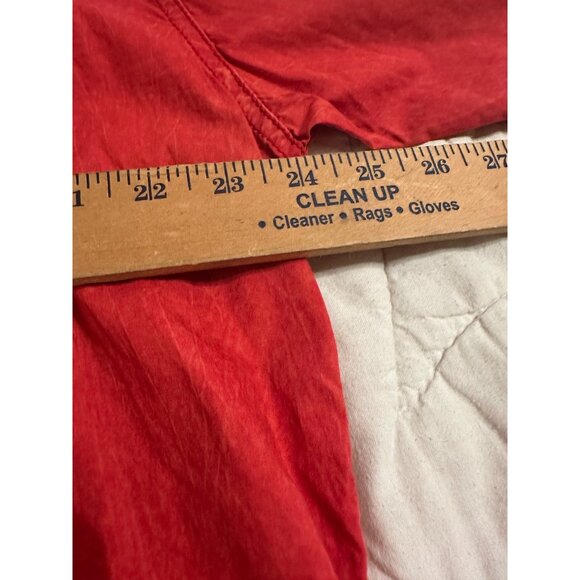 1 22 23 24 25 26 27
CLEAN UP
• Cleaner • Rags • Gloves